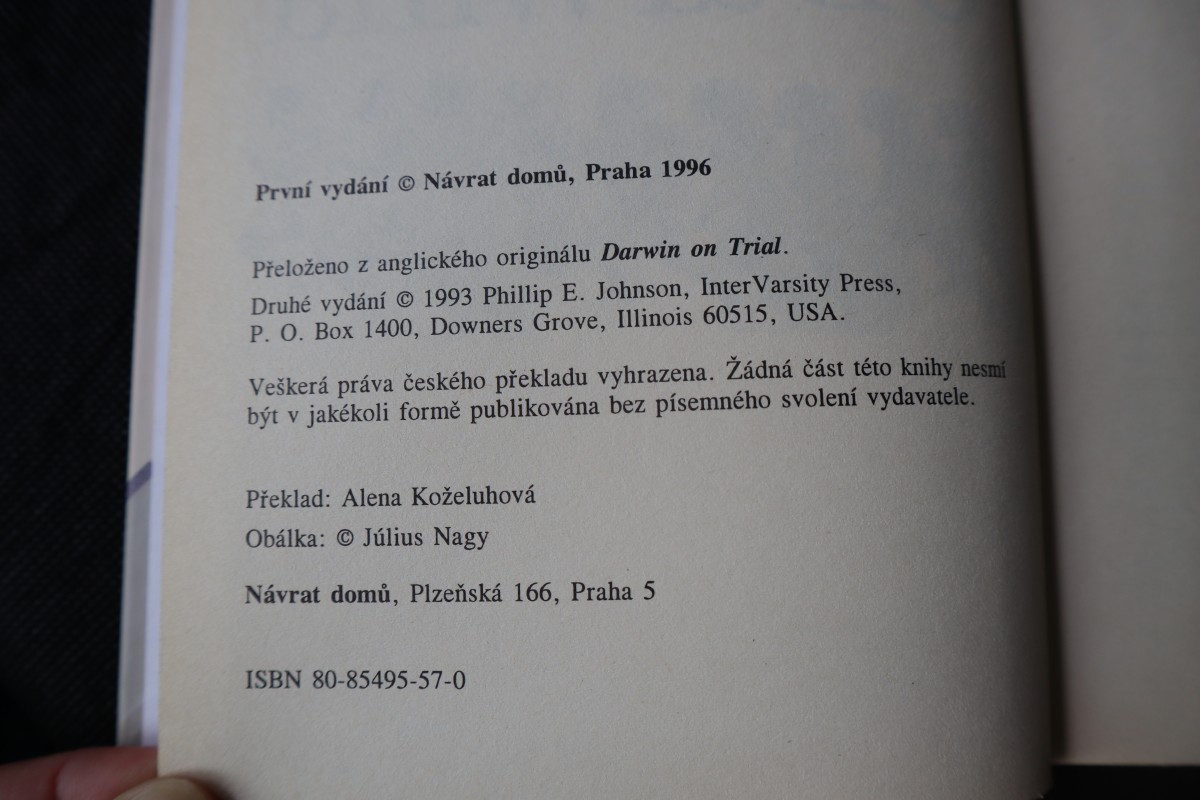 První vydání © Návrat domů, Praha 1996
Přeloženo z anglického originálu Darwin on Trial.
Druhé vydání © 1993 Phillip E. Johnson, InterVarsity Press,
P. O. Box 1400, Downers Grove, Illinois 60515, USA.
Veškerá práva českého překladu vyhrazena. Žádná část této knihy nesmí
být v jakékoli formě publikována bez písemného svolení vydavatele.
Překlad: Alena Koželuhová
Obálka: © Július Nagy
Návrat domů, Plzeňská 166, Praha 5
ISBN 80-85495-57-0